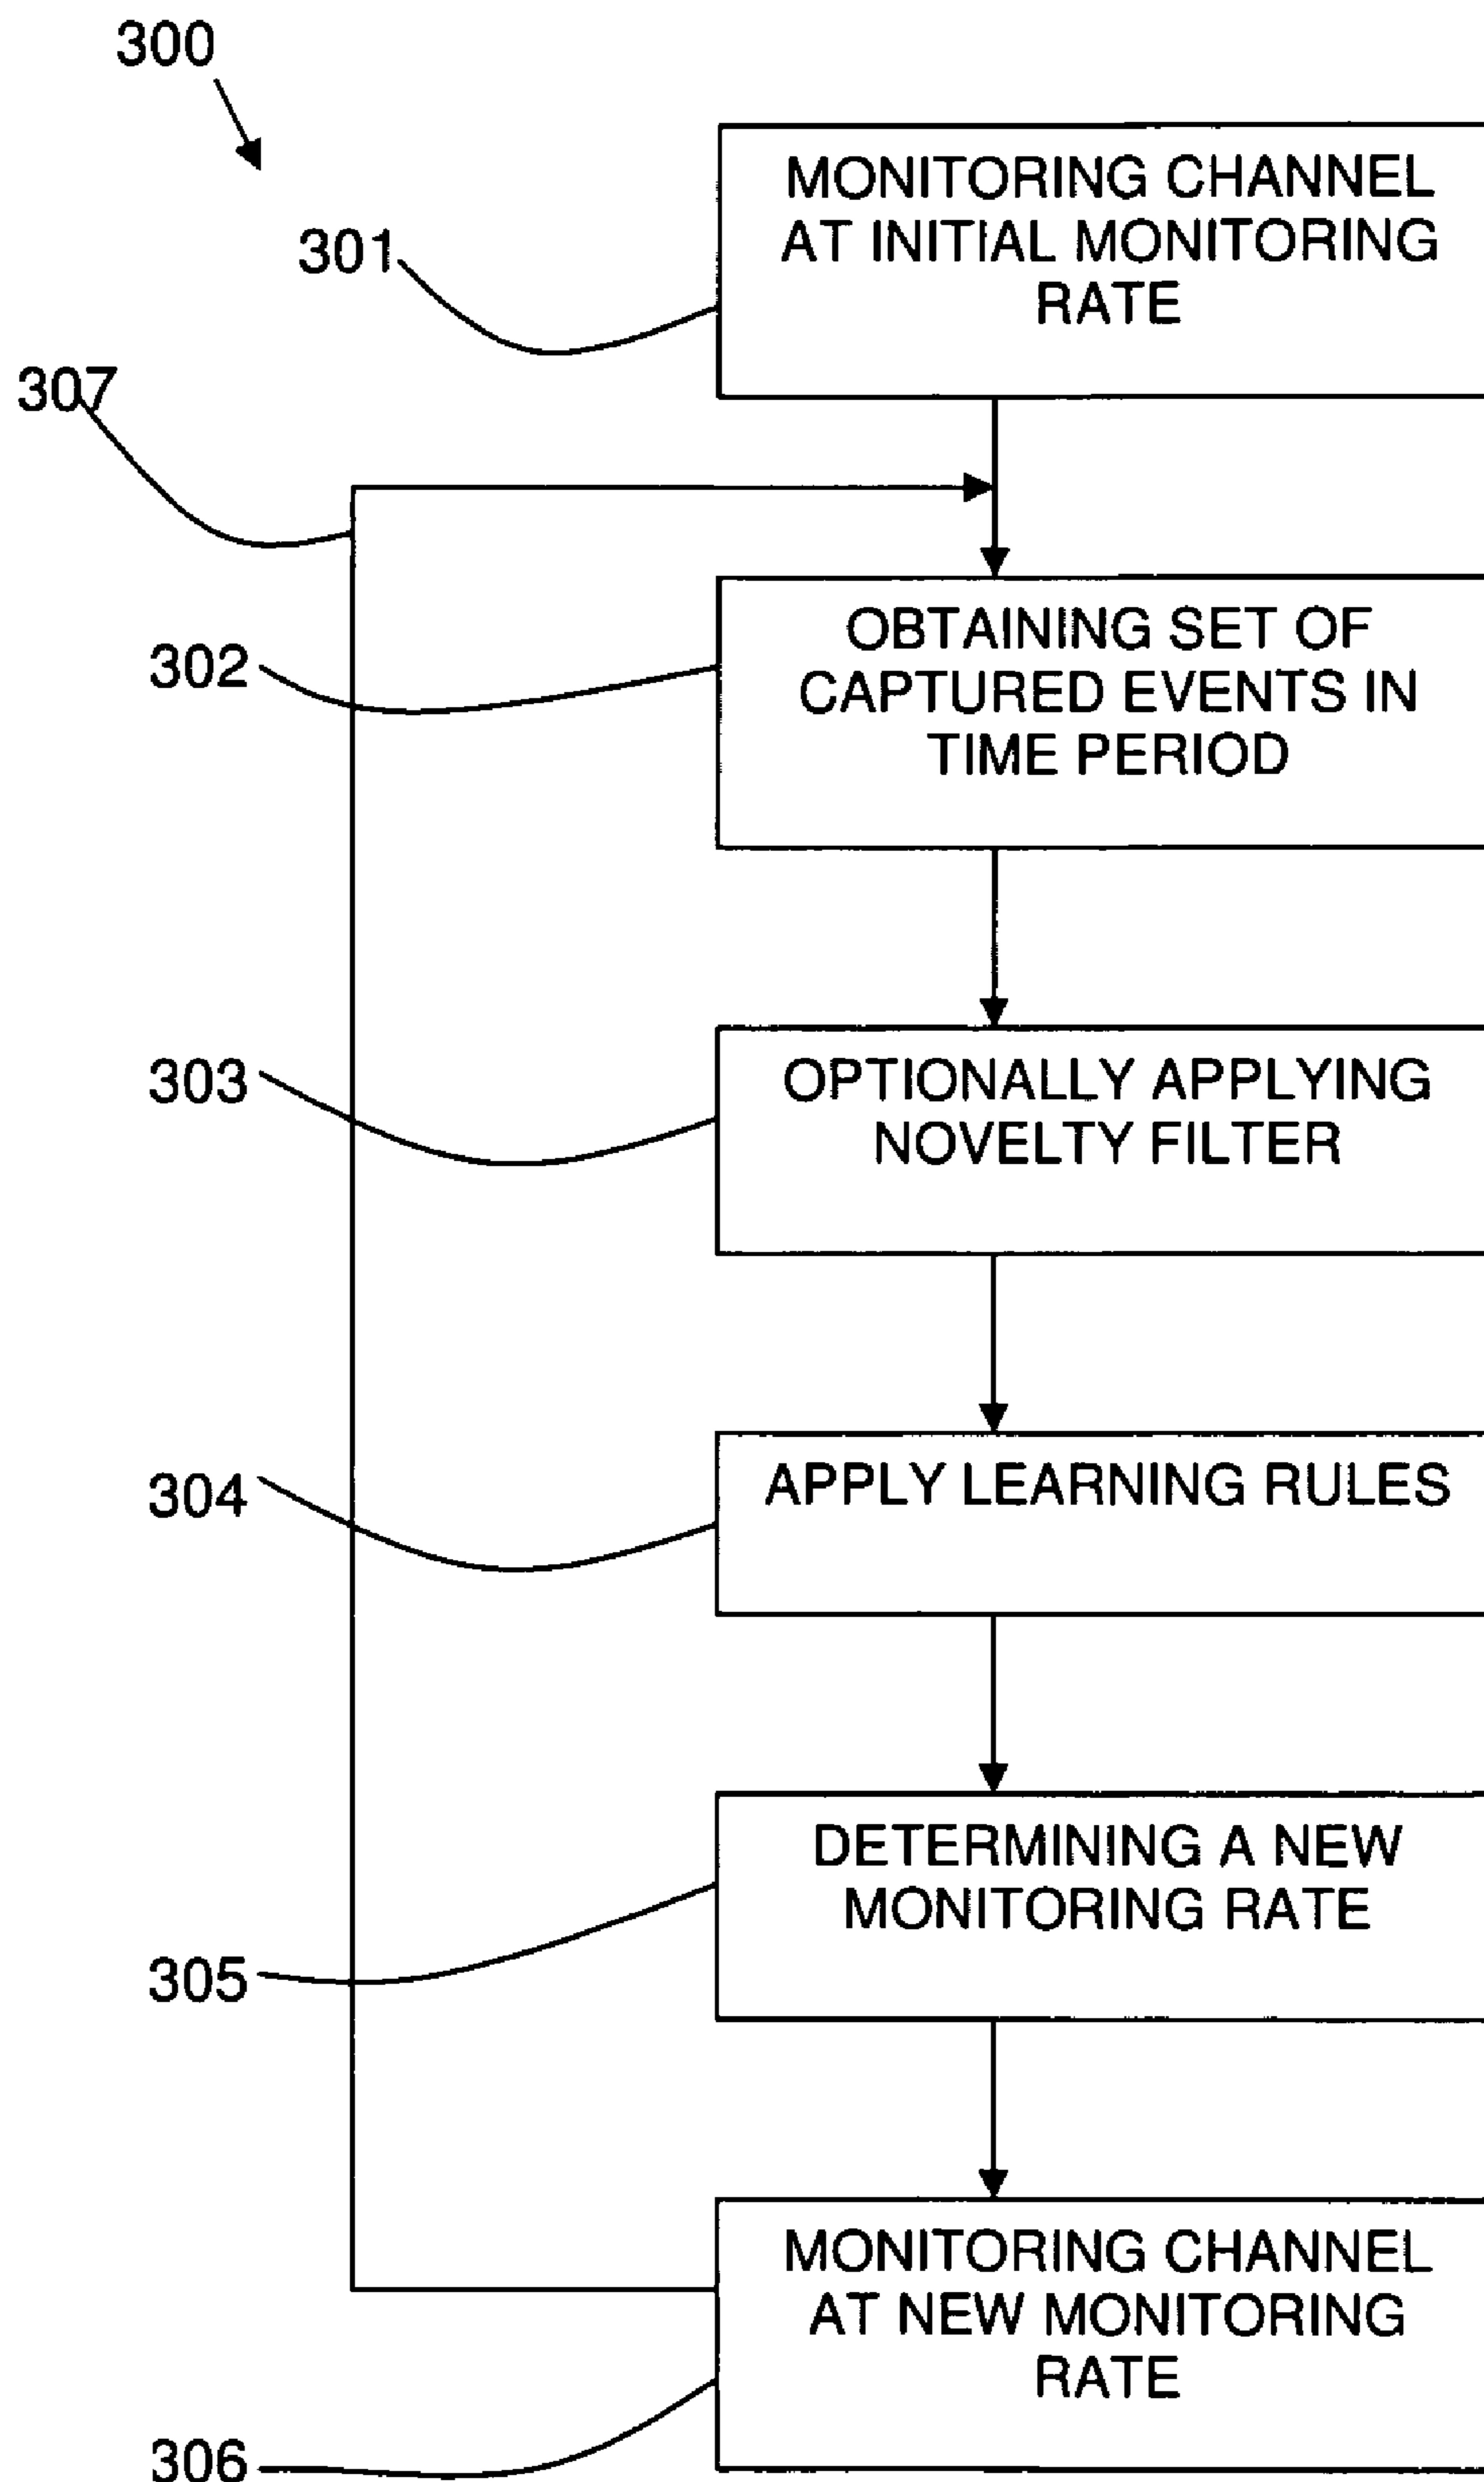 300
MONITORING CHANNEL
AT INITIAL MONITORING
RATE
301
307
OBTAINING SET OF
CAPTURED EVENTS IN
TIME PERIOD
302
OPTIONALLY APPLYING
NOVELTY FILTER
303
APPLY LEARNING RULES
304
DETERMINING A NEW
MONITORING RATE
305
MONITORING CHANNEL
AT NEW MONITORING
RATE
306